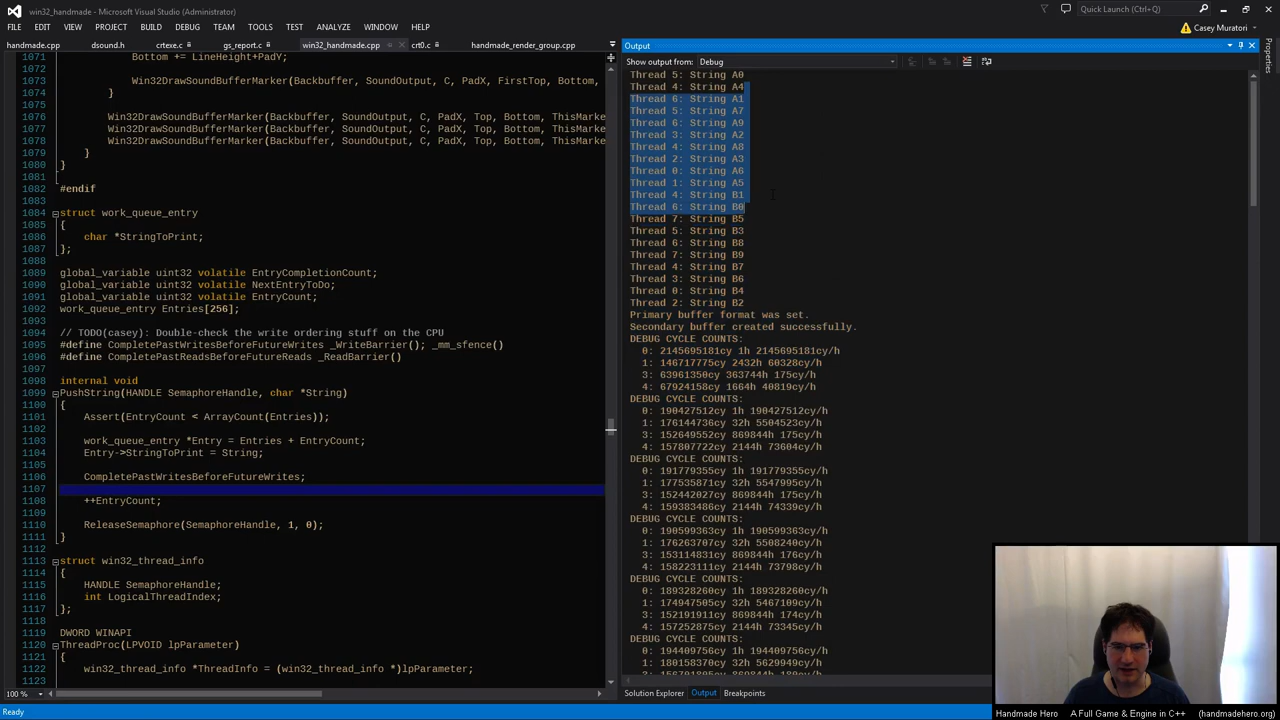 win32_handmade - Microsoft Visual Studio (Administrator)
Quick Launch (Ctrl+Q)
FILE EDIT VIEW PROJECT BUILD DEBUG TEAM TOOLS TEST ANALYZE WINDOW HELP
Casey Muratori
handmade.cpp dsound.h crtexe.c gs_report.c win32_handmade.cpp crt0.c handmade_render_group.cpp
1071 Bottom += LineHeight+PadY;
1072
1073 Win32DrawSoundBufferMarker(Backbuffer, SoundOutput, C, PadX, FirstTop, Bottom,
1074 }
1075
1076 Win32DrawSoundBufferMarker(Backbuffer, SoundOutput, C, PadX, Top, Bottom, ThisMarke
1077 Win32DrawSoundBufferMarker(Backbuffer, SoundOutput, C, PadX, Top, Bottom, ThisMarke
1078 Win32DrawSoundBufferMarker(Backbuffer, SoundOutput, C, PadX, Top, Bottom, ThisMarke
1079 }
1080 }
1081
1082 #endif
1083
1084 struct work_queue_entry
1085 {
1086 char *StringToPrint;
1087 };
1088
1089 global_variable uint32 volatile EntryCompletionCount;
1090 global_variable uint32 volatile NextEntryToDo;
1091 global_variable uint32 volatile EntryCount;
1092 work_queue_entry Entries[256];
1093
1094 // TODO(casey): Double-check the write ordering stuff on the CPU
1095 #define CompletePastWritesBeforeFutureWrites _WriteBarrier(); _mm_sfence()
1096 #define CompletePastReadsBeforeFutureReads _ReadBarrier()
1097
1098 internal void
1099 PushString(HANDLE SemaphoreHandle, char *String)
1100 {
1101 Assert(EntryCount < ArrayCount(Entries));
1102
1103 work_queue_entry *Entry = Entries + EntryCount;
1104 Entry->StringToPrint = String;
1105
1106 CompletePastWritesBeforeFutureWrites;
1107
1108 ++EntryCount;
1109
1110 ReleaseSemaphore(SemaphoreHandle, 1, 0);
1111 }
1112
1113 struct win32_thread_info
1114 {
1115 HANDLE SemaphoreHandle;
1116 int LogicalThreadIndex;
1117 };
1118
1119 DWORD WINAPI
1120 ThreadProc(LPVOID lpParameter)
1121 {
1122 win32_thread_info *ThreadInfo = (win32_thread_info *)lpParameter;
1123
100 %
Output
Show output from: Debug
Thread 5: String A0
Thread 4: String A4
Thread 6: String A1
Thread 5: String A7
Thread 6: String A9
Thread 3: String A2
Thread 4: String A8
Thread 2: String A3
Thread 0: String A6
Thread 1: String A5
Thread 4: String B1
Thread 6: String B0
Thread 7: String B5
Thread 5: String B3
Thread 6: String B8
Thread 7: String B9
Thread 4: String B7
Thread 3: String B6
Thread 0: String B4
Thread 2: String B2
Primary buffer format was set.
Secondary buffer created successfully.
DEBUG CYCLE COUNTS:
0: 2145695181cy 1h 2145695181cy/h
1: 146717775cy 2432h 60328cy/h
3: 63961350cy 363744h 175cy/h
4: 67924158cy 1664h 40819cy/h
DEBUG CYCLE COUNTS:
0: 190427512cy 1h 190427512cy/h
1: 176144736cy 32h 5504523cy/h
3: 152649552cy 869844h 175cy/h
4: 157807722cy 2144h 73604cy/h
DEBUG CYCLE COUNTS:
0: 191779355cy 1h 191779355cy/h
1: 177535871cy 32h 5547995cy/h
3: 152442027cy 869844h 175cy/h
4: 159383486cy 2144h 74339cy/h
DEBUG CYCLE COUNTS:
0: 190599363cy 1h 190599363cy/h
1: 176263707cy 32h 5508240cy/h
3: 153114831cy 869844h 176cy/h
4: 158223111cy 2144h 73798cy/h
DEBUG CYCLE COUNTS:
0: 189328260cy 1h 189328260cy/h
1: 174947505cy 32h 5467109cy/h
3: 152191911cy 869844h 174cy/h
4: 157252875cy 2144h 73345cy/h
DEBUG CYCLE COUNTS:
0: 194409756cy 1h 194409756cy/h
1: 180158370cy 32h 5629949cy/h
Solution Explorer Output Breakpoints
Properties
Ready
Handmade Hero A Full Game & Engine in C++ (handmadehero.org)